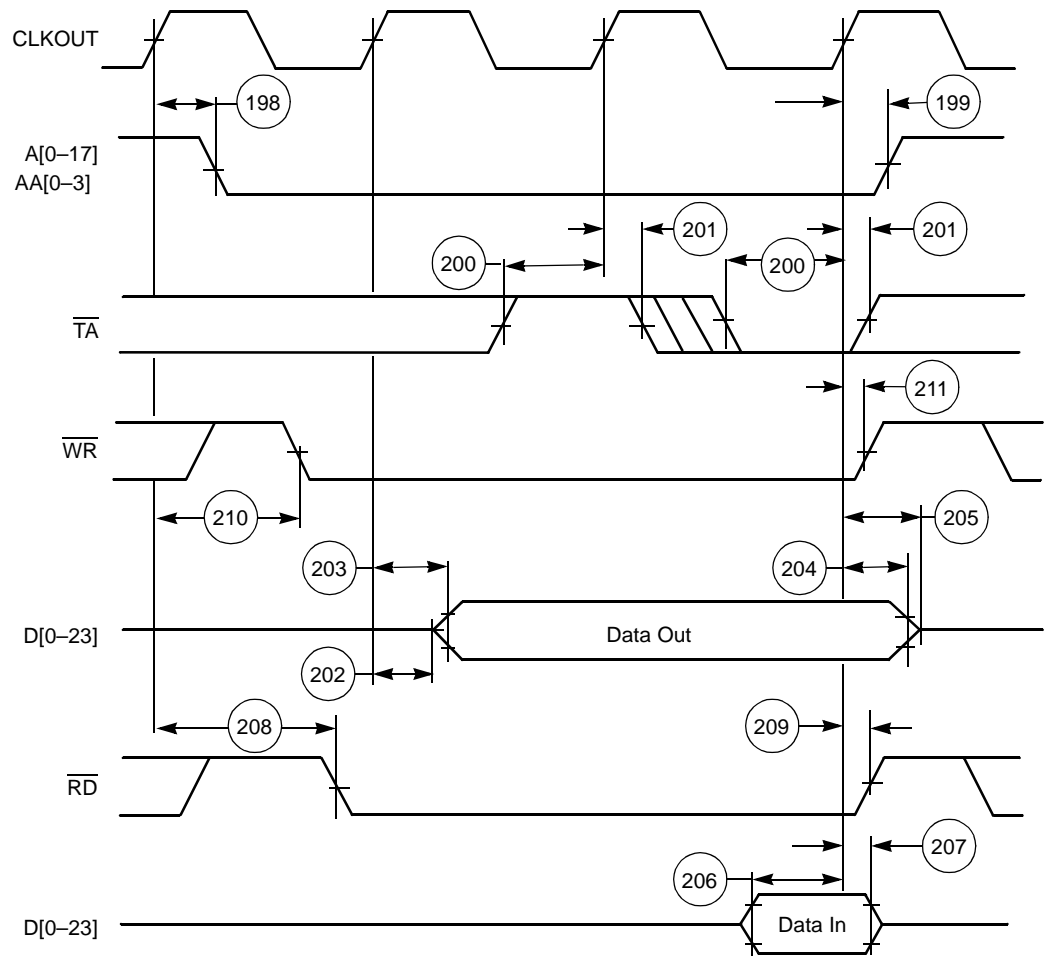 CLKOUT
198
199
A[0–17]
AA[0–3]
201
201
200
200
TA
211
WR
210
205
203
204
D[0–23]
Data Out
202
208
209
RD
207
206
D[0–23]
Data In